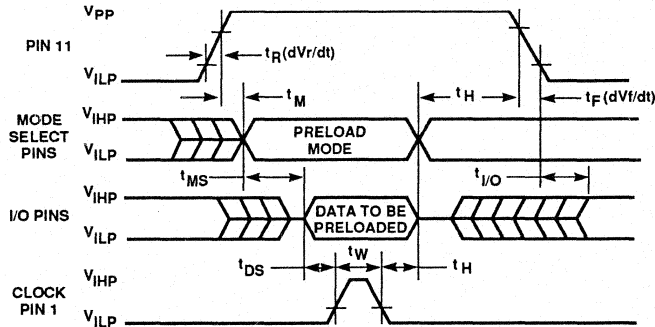 VPP
PIN 11
tR (dVr/dt)
VILP
tM
tH
tF (dVf/dt)
MODE
SELECT
PINS
VIHP
PRELOAD
MODE
VILP
tMS
tI/O
I/O PINS
VIHP
DATA TO BE
PRELOADED
VILP
tDS
tW
tH
CLOCK
PIN 1
VIHP
VILP